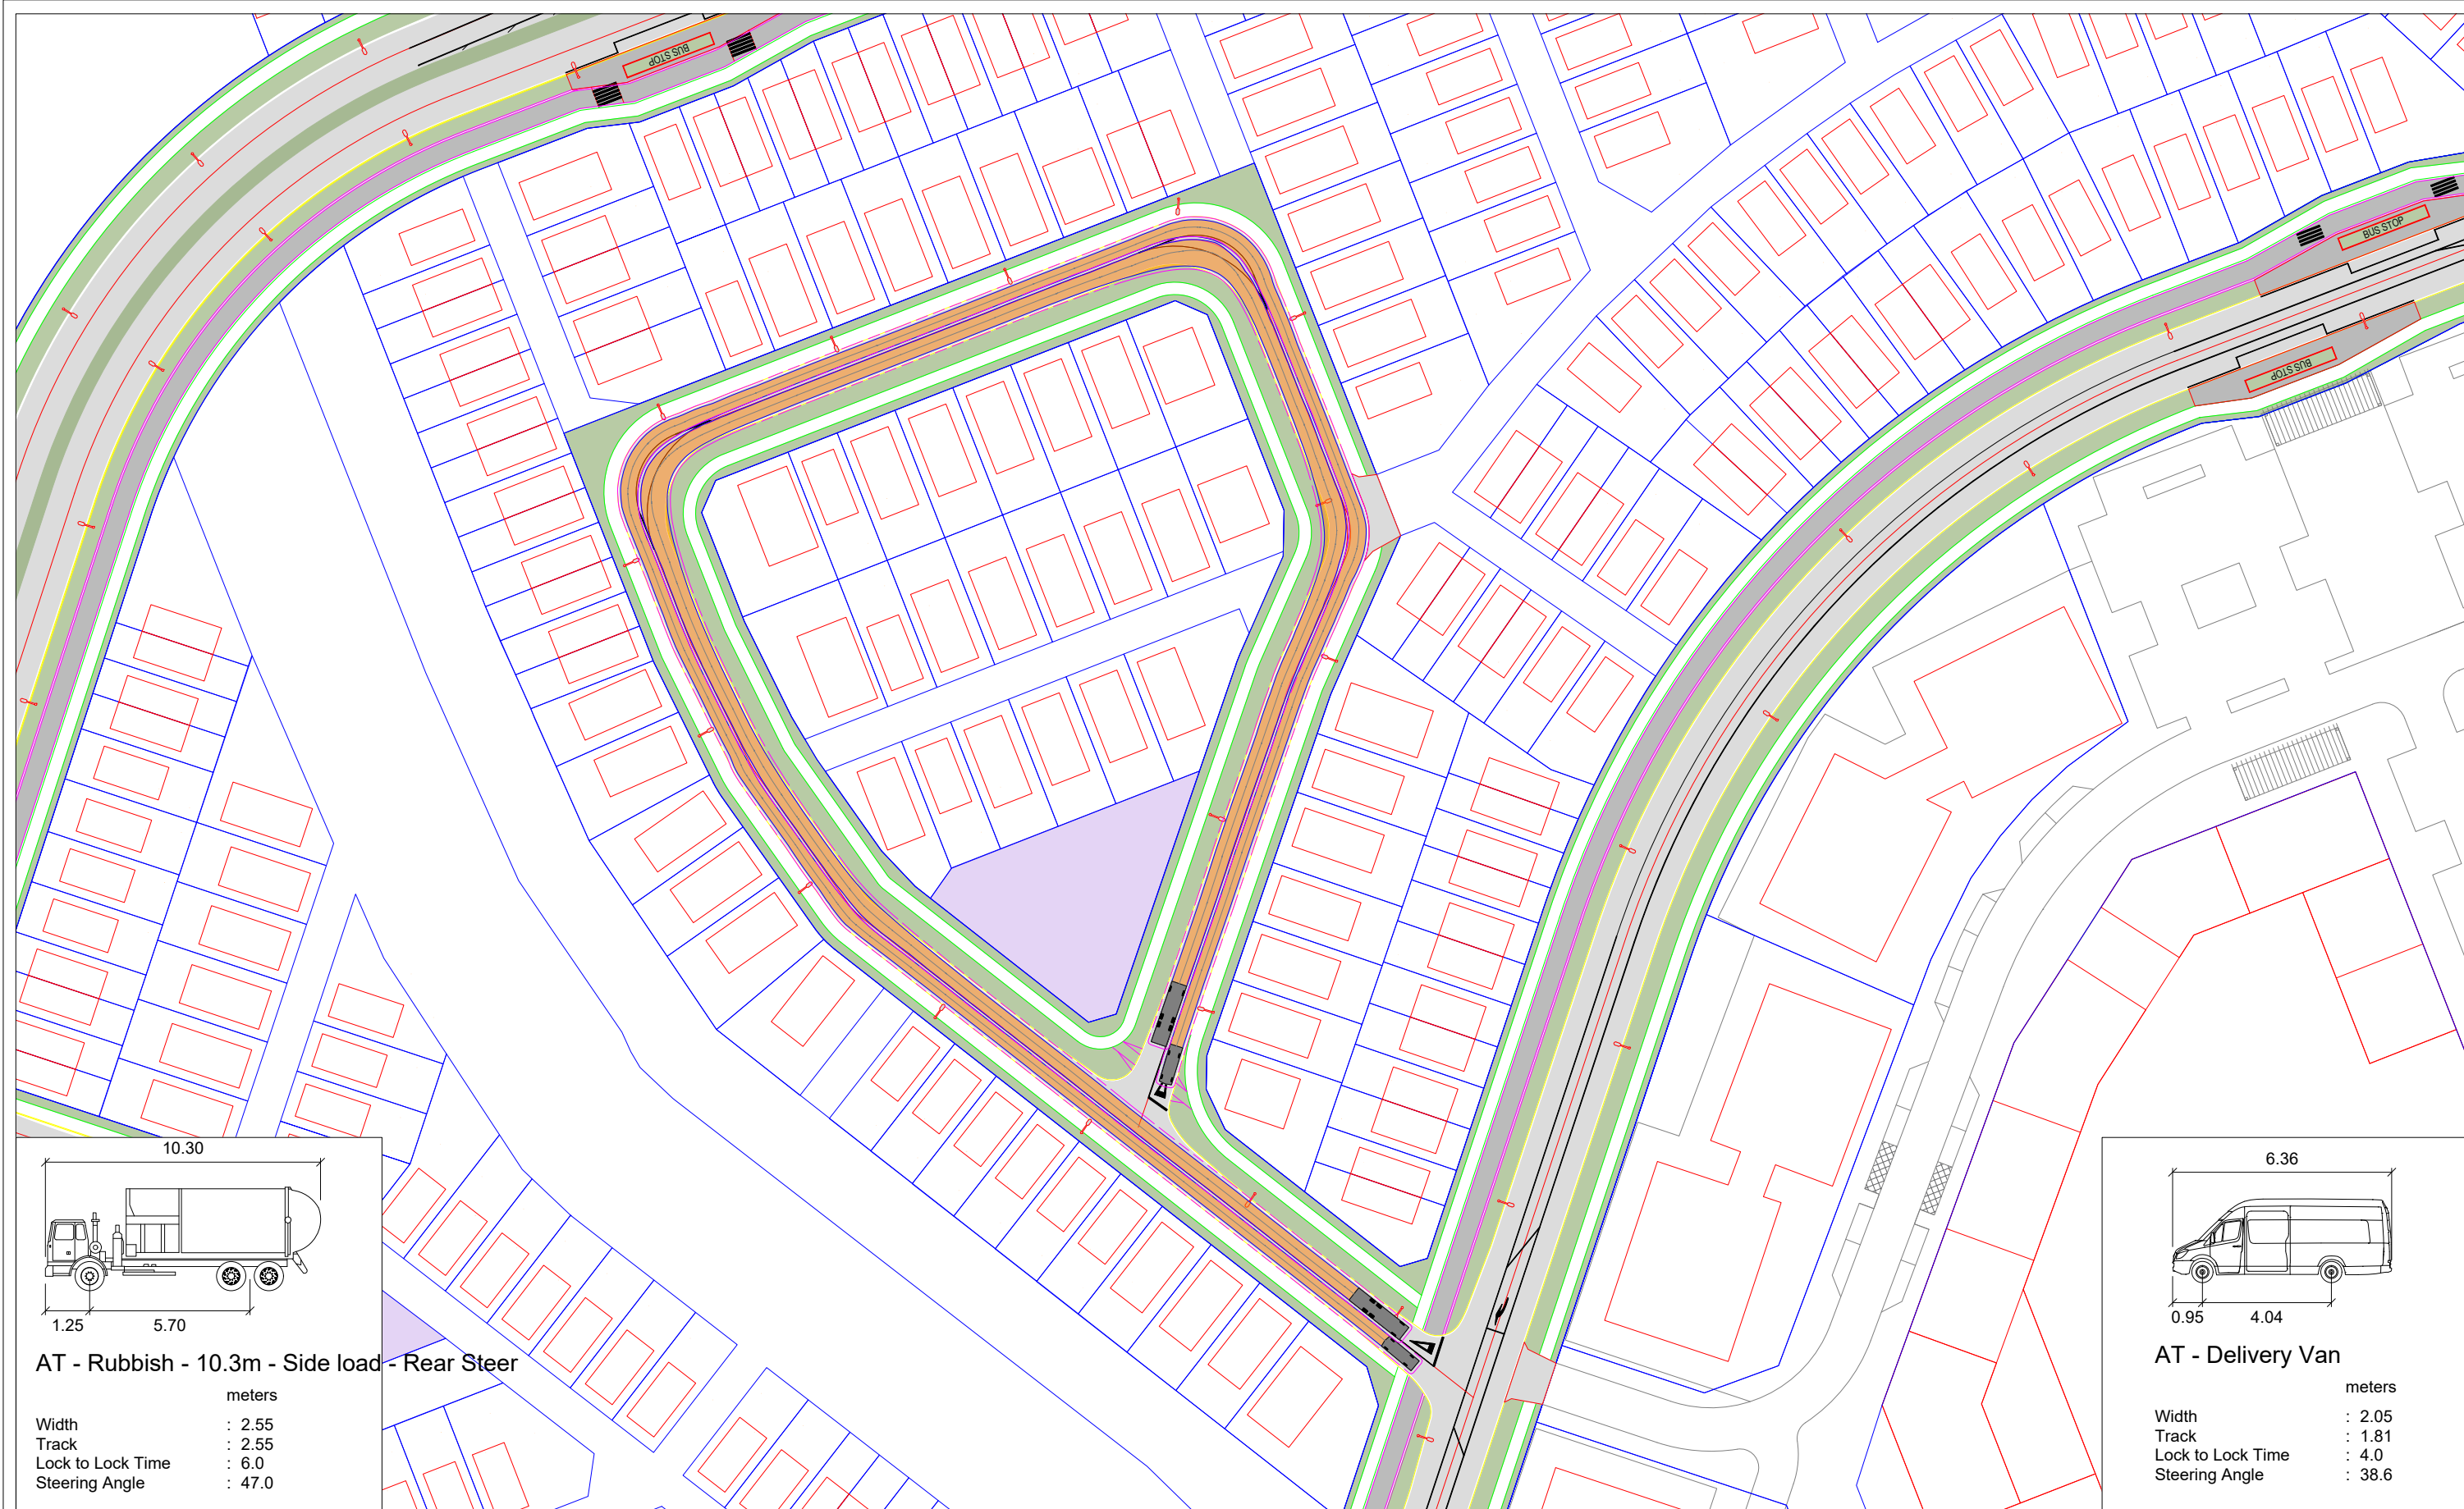 BUS STOP
BUS STOP
BUS STOP
10.30
1.25
5.70
AT - Rubbish - 10.3m - Side load - Rear Steer
meters
Width : 2.55
Track : 2.55
Lock to Lock Time : 6.0
Steering Angle : 47.0
6.36
0.95
4.04
AT - Delivery Van
meters
Width : 2.05
Track : 1.81
Lock to Lock Time : 4.0
Steering Angle : 38.6